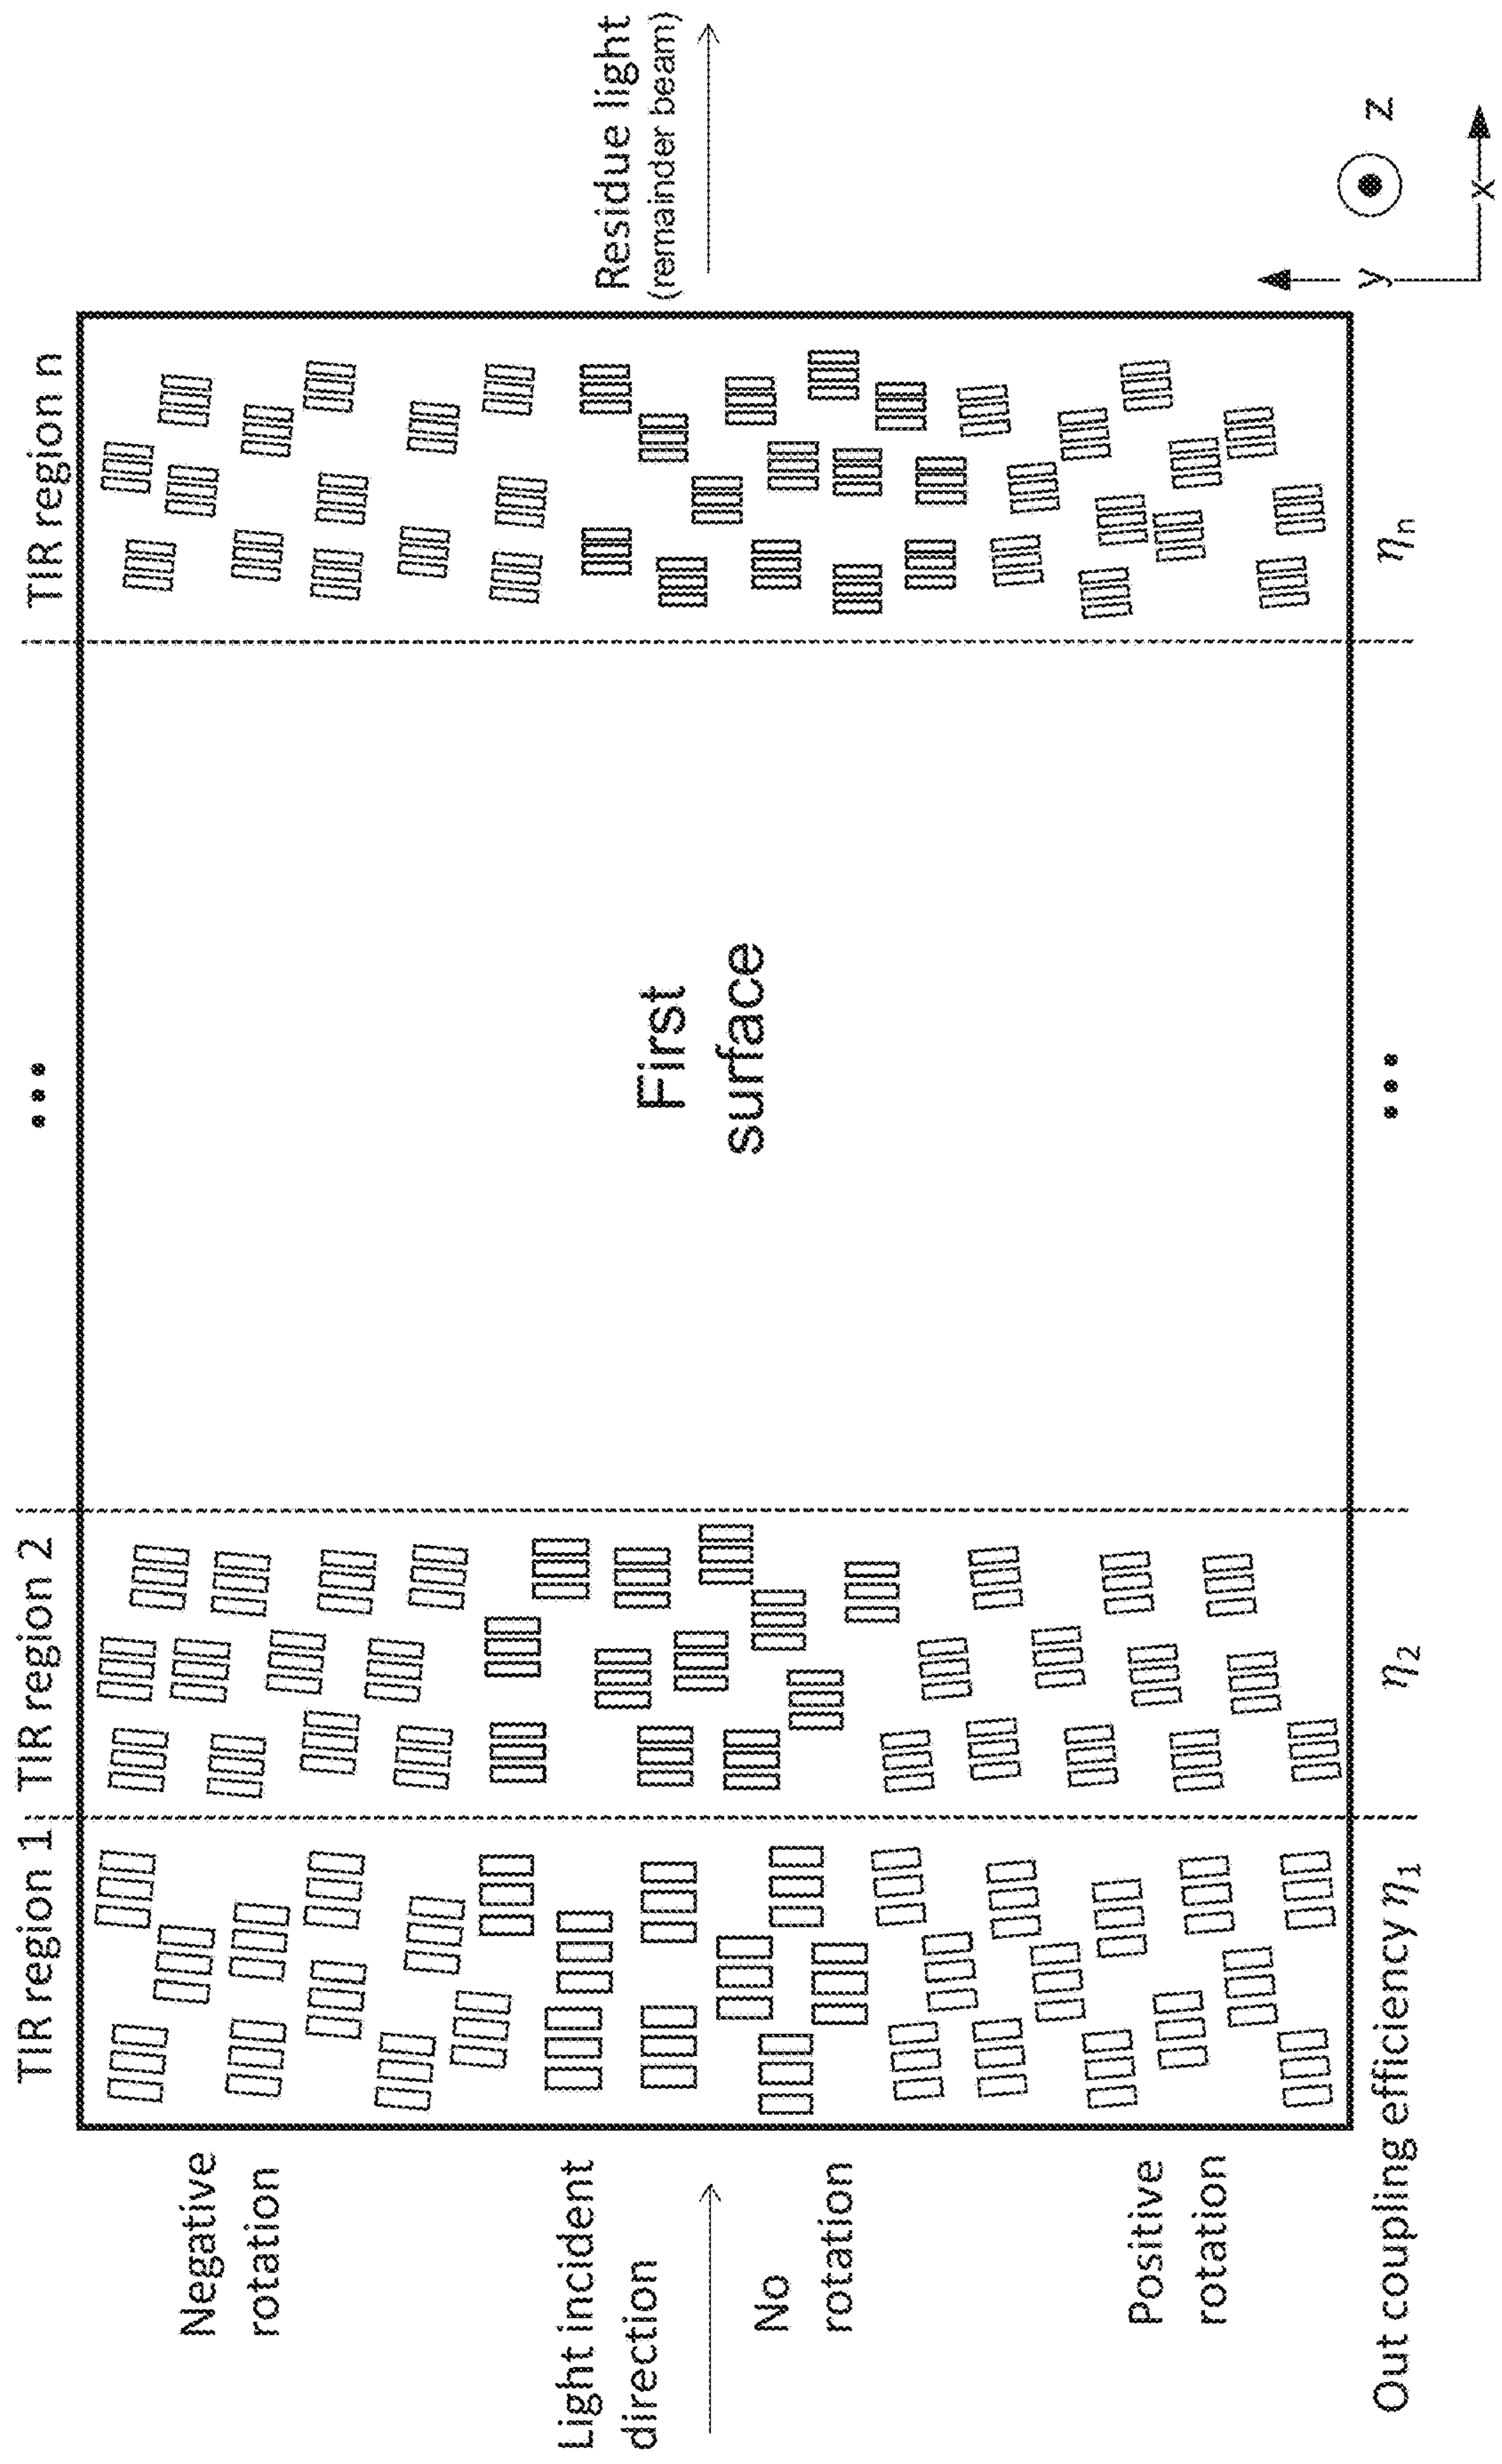 TIR region 1
TIR region 2
...
TIR region n
Negative
rotation
Light incident
direction
No
rotation
Positive
rotation
First
surface
Residue light
(remainder beam)
Out coupling efficiency η₁
η₂
...
ηₙ
y
z
x